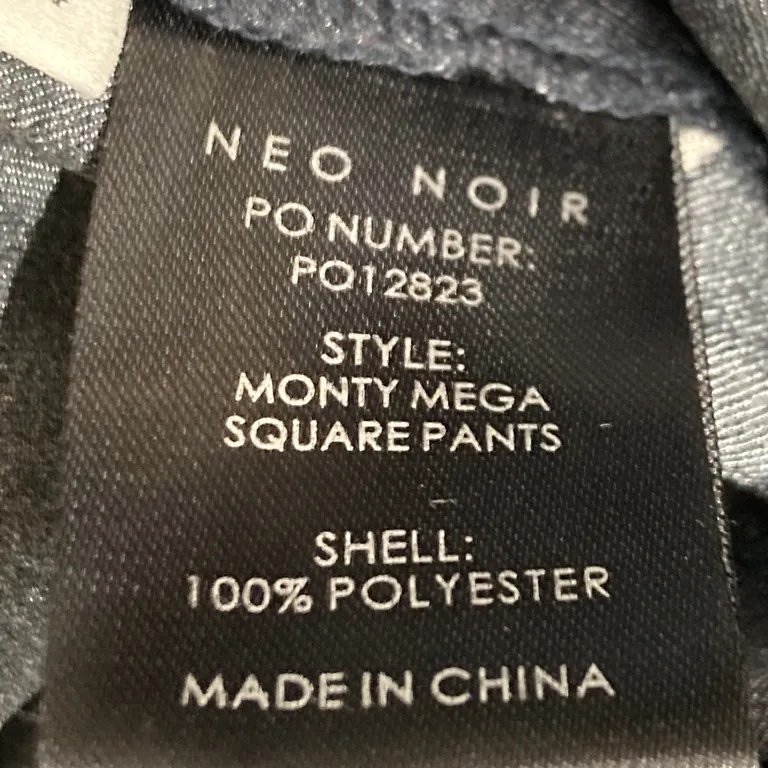 NEO NOIR
PO NUMBER:
PO12823
STYLE:
MONTY MEGA
SQUARE PANTS
SHELL:
100% POLYESTER
MADE IN CHINA